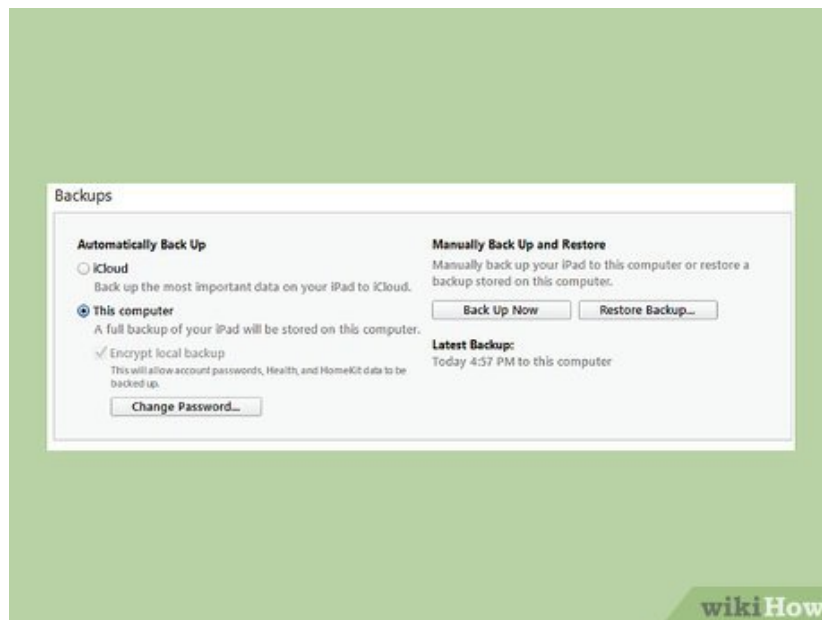 Backups
Automatically Back Up
iCloud
Back up the most important data on your iPad to iCloud.
This computer
A full backup of your iPad will be stored on this computer.
Encrypt local backup
This will allow account passwords, Health, and HomeKit data to be
backed up.
Change Password...
Manually Back Up and Restore
Manually back up your iPad to this computer or restore a
backup stored on this computer.
Back Up Now
Restore Backup...
Latest Backup:
Today 4:57 PM to this computer
wikiHow